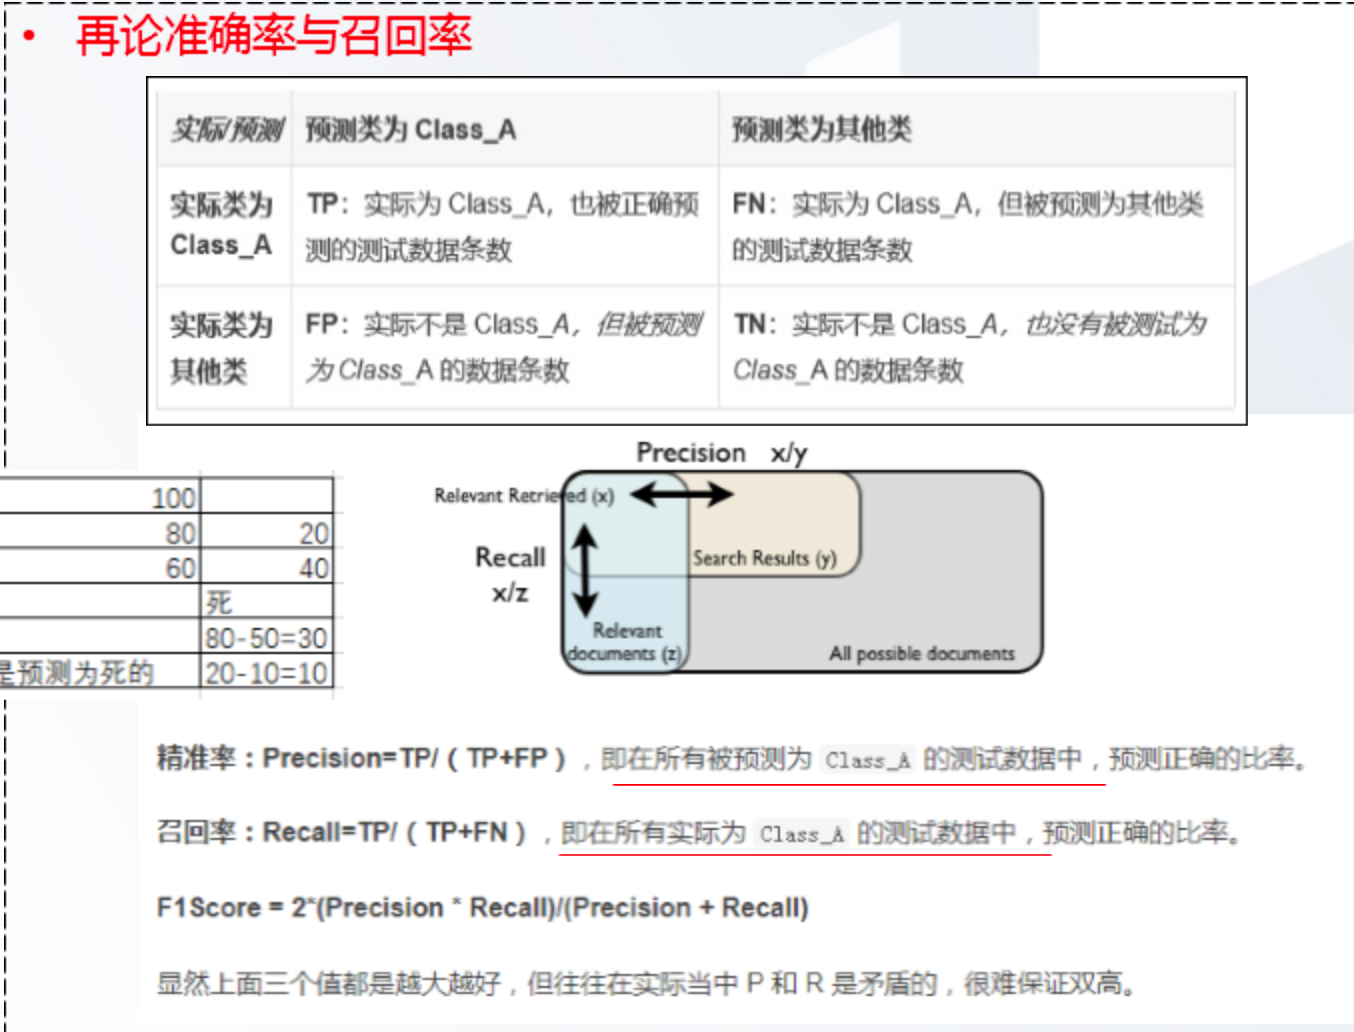 • 再论准确率与召回率
实际/预测 预测类为 Class_A 预测类为其他类
实际类为 Class_A TP：实际为 Class_A，也被正确预测的测试数据条数 FN：实际为 Class_A，但被预测为其他类的测试数据条数
实际类为其他类 FP：实际不是 Class_A，但被预测为 Class_A 的数据条数 TN：实际不是 Class_A，也没有被测试为 Class_A 的数据条数
100
80 20
60 40
死
80-50=30
是预测为死的 20-10=10
Precision x/y
Relevant Retrieved (x)
Recall
x/z
Search Results (y)
Relevant
documents (z)
All possible documents
精准率：Precision=TP/（TP+FP），即在所有被预测为 Class_A 的测试数据中，预测正确的比率。
召回率：Recall=TP/（TP+FN），即在所有实际为 Class_A 的测试数据中，预测正确的比率。
F1Score = 2*(Precision * Recall)/(Precision + Recall)
显然上面三个值都是越大越好，但往往在实际当中 P 和 R 是矛盾的，很难保证双高。